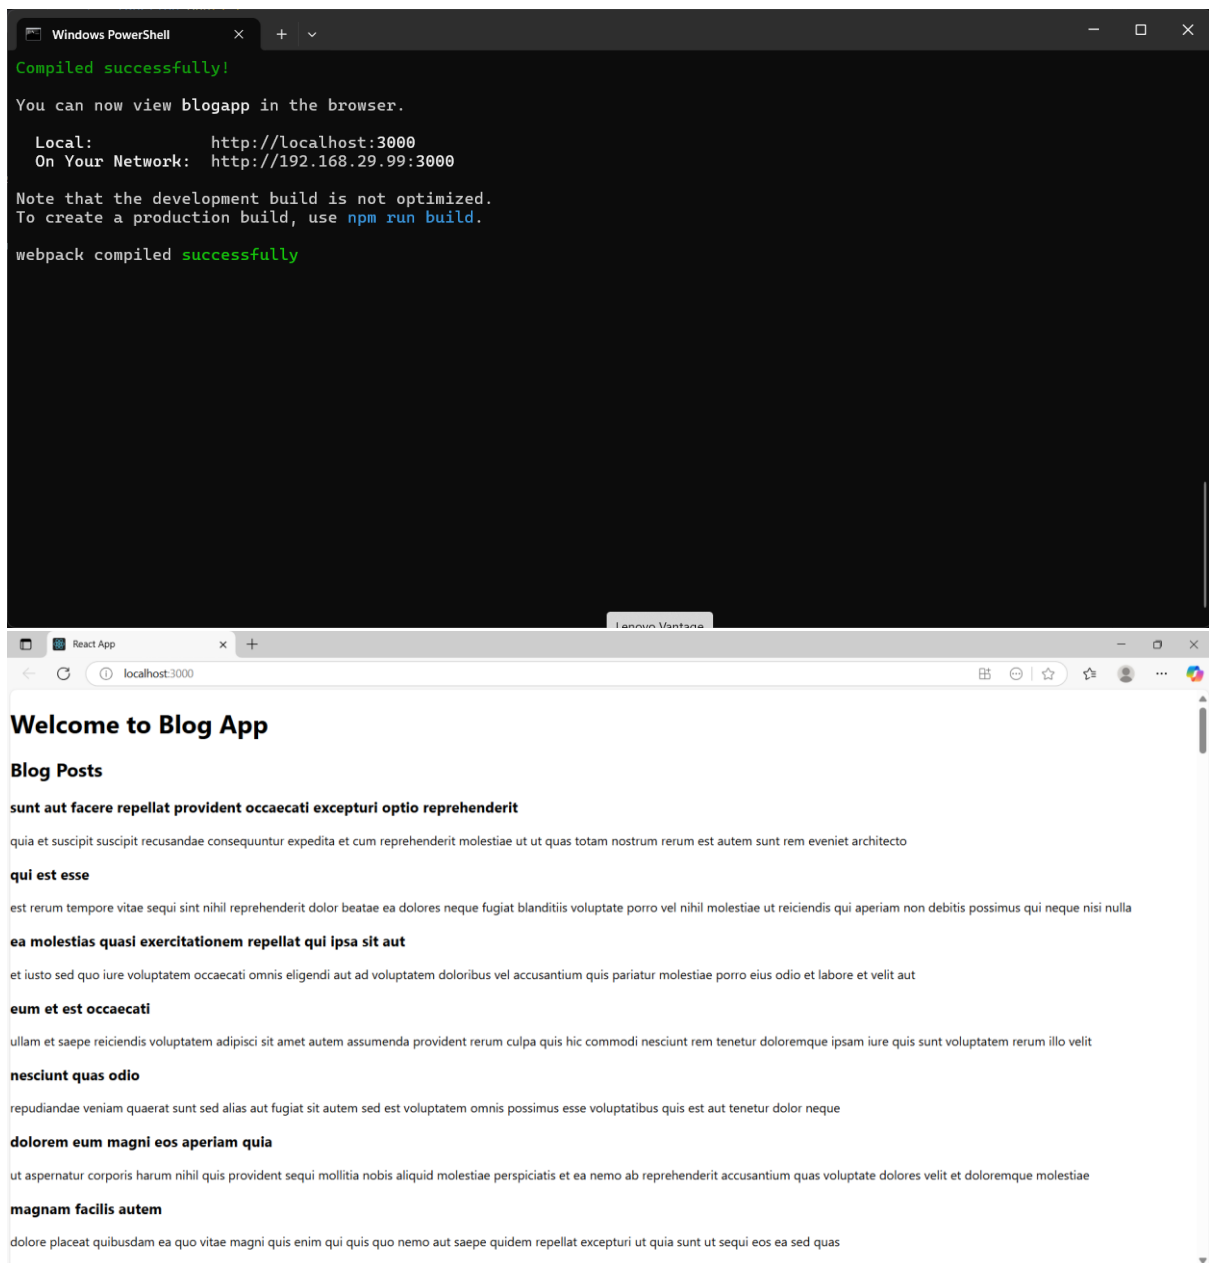 Windows PowerShell
Compiled successfully!
You can now view blogapp in the browser.
Local: http://localhost:3000
On Your Network: http://192.168.29.99:3000
Note that the development build is not optimized.
To create a production build, use npm run build.
webpack compiled successfully
Lenovo Vantage
React App
localhost:3000
Welcome to Blog App
Blog Posts
sunt aut facere repellat provident occaecati excepturi optio reprehenderit
quia et suscipit suscipit recusandae consequuntur expedita et cum reprehenderit molestiae ut ut quas totam nostrum rerum est autem sunt rem eveniet architecto
qui est esse
est rerum tempore vitae sequi sint nihil reprehenderit dolor beatae ea dolores neque fugiat blanditiis voluptate porro vel nihil molestiae ut reiciendis qui aperiam non debitis possimus qui neque nisi nulla
ea molestias quasi exercitationem repellat qui ipsa sit aut
et iusto sed quo iure voluptatem occaecati omnis eligendi aut ad voluptatem doloribus vel accusantium quis pariatur molestiae porro eius odio et labore et velit aut
eum et est occaecati
ullam et saepe reiciendis voluptatem adipisci sit amet autem assumenda provident rerum culpa quis hic commodi nesciunt rem tenetur doloremque ipsam iure quis sunt voluptatem rerum illo velit
nesciunt quas odio
repudiandae veniam quaerat sunt sed alias aut fugiat sit autem sed est voluptatem omnis possimus esse voluptatibus quis est aut tenetur dolor neque
dolorem eum magni eos aperiam quia
ut aspernatur corporis harum nihil quis provident sequi mollitia nobis aliquid molestiae perspiciatis et ea nemo ab reprehenderit accusantium quas voluptate dolores velit et doloremque molestiae
magnam facilis autem
dolore placeat quibusdam ea quo vitae magni quis enim qui quis quo nemo aut saepe quidem repellat excepturi ut quia sunt ut sequi eos ea sed quas